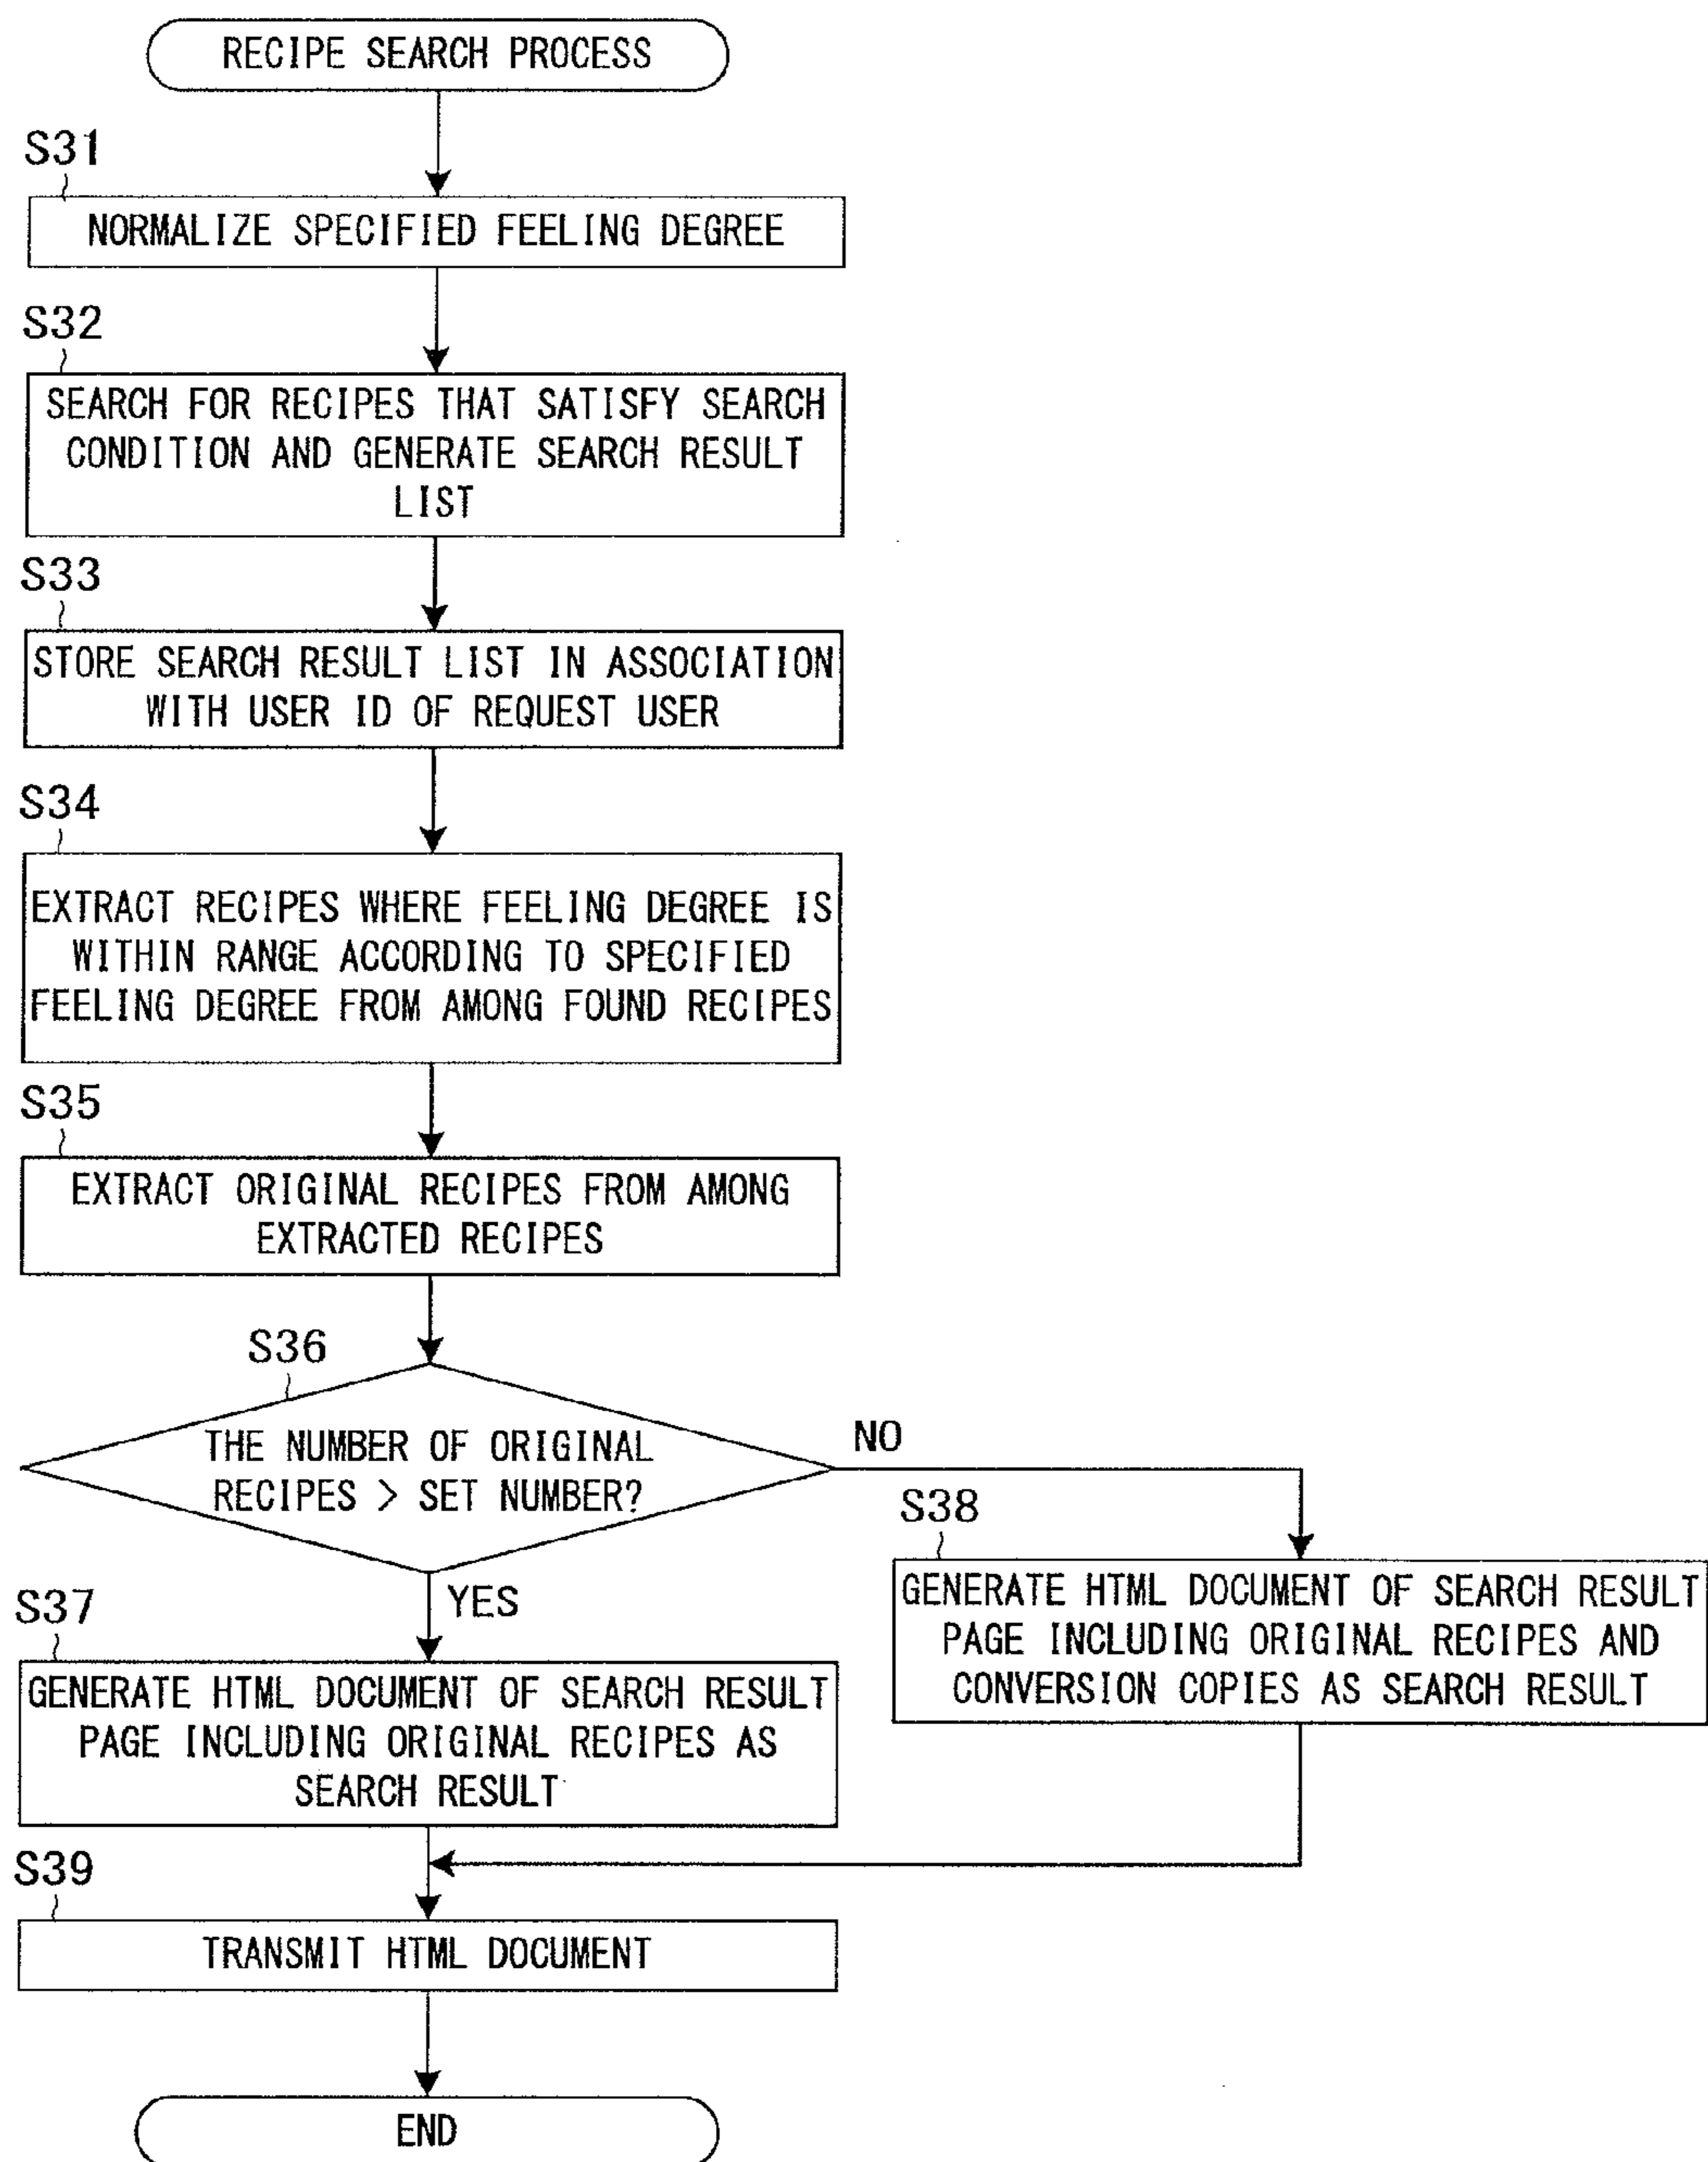 RECIPE SEARCH PROCESS
S31
NORMALIZE SPECIFIED FEELING DEGREE
S32
SEARCH FOR RECIPES THAT SATISFY SEARCH
CONDITION AND GENERATE SEARCH RESULT
LIST
S33
STORE SEARCH RESULT LIST IN ASSOCIATION
WITH USER ID OF REQUEST USER
S34
EXTRACT RECIPES WHERE FEELING DEGREE IS
WITHIN RANGE ACCORDING TO SPECIFIED
FEELING DEGREE FROM AMONG FOUND RECIPES
S35
EXTRACT ORIGINAL RECIPES FROM AMONG
EXTRACTED RECIPES
S36
THE NUMBER OF ORIGINAL
RECIPES > SET NUMBER?
NO
YES
S38
GENERATE HTML DOCUMENT OF SEARCH RESULT
PAGE INCLUDING ORIGINAL RECIPES AND
CONVERSION COPIES AS SEARCH RESULT
S37
GENERATE HTML DOCUMENT OF SEARCH RESULT
PAGE INCLUDING ORIGINAL RECIPES AS
SEARCH RESULT
S39
TRANSMIT HTML DOCUMENT
END